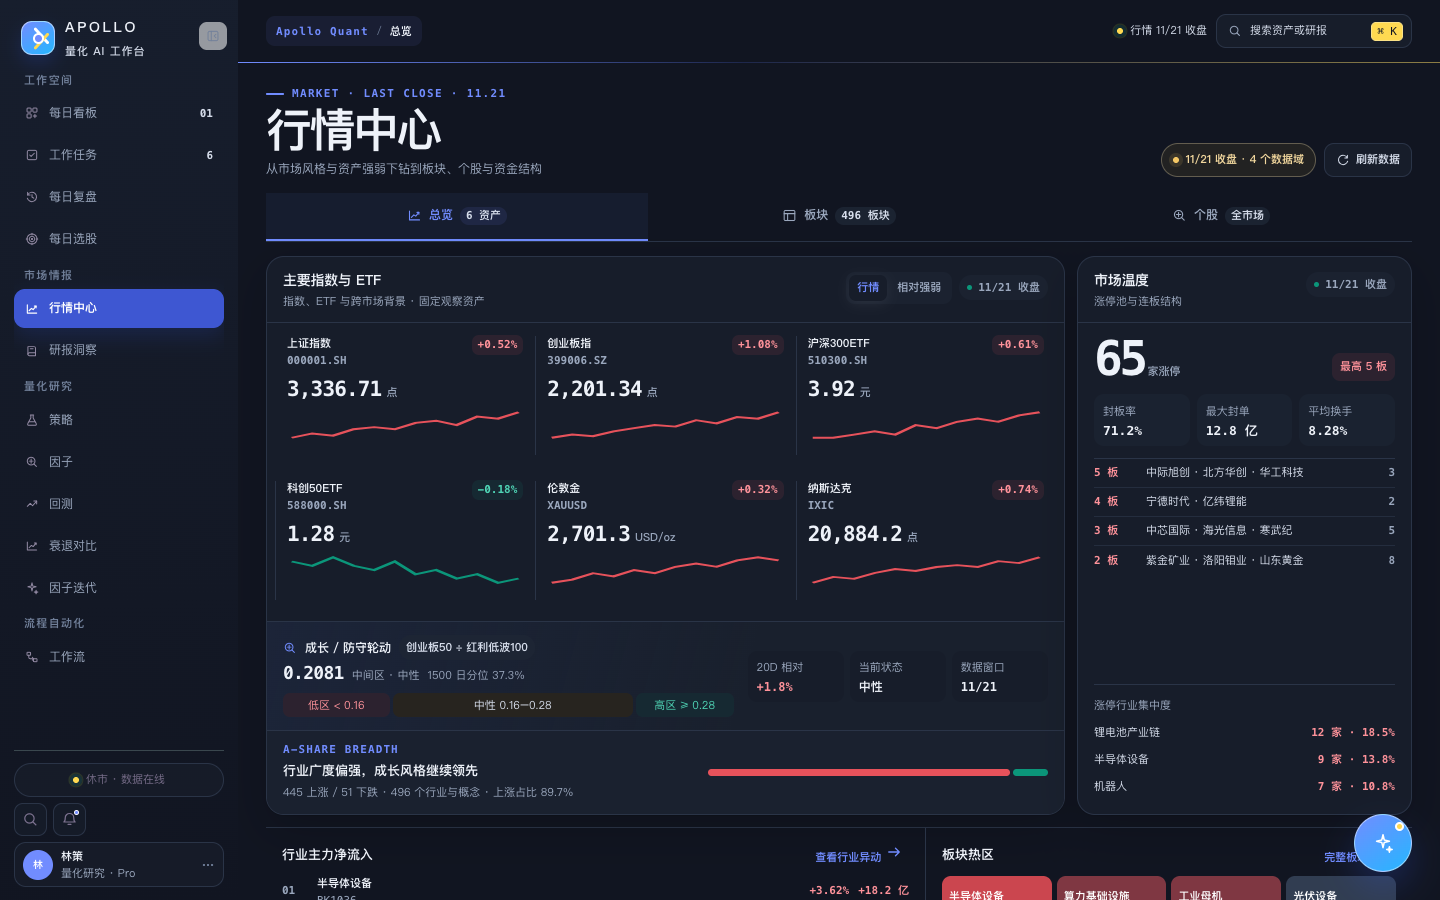 APOLLO
量化 AI 工作台
工作空间
每日看板 01
工作任务 6
每日复盘
每日选股
市场情报
行情中心
研报洞察
量化研究
策略
因子
回测
衰退对比
因子迭代
流程自动化
工作流
休市 · 数据在线
林
林策
量化研究 · Pro
Apollo Quant / 总览
行情 11/21 收盘
搜索资产或研报
⌘ K
MARKET · LAST CLOSE · 11.21
行情中心
从市场风格与资产强弱下钻到板块、个股与资金结构
11/21 收盘 · 4 个数据域
刷新数据
总览 6 资产
板块 496 板块
个股 全市场
主要指数与 ETF
指数、ETF 与跨市场背景 · 固定观察资产
行情 相对强弱
11/21 收盘
上证指数 +0.52%
000001.SH
3,336.71 点
创业板指 +1.08%
399006.SZ
2,201.34 点
沪深300ETF +0.61%
510300.SH
3.92 元
科创50ETF −0.18%
588000.SH
1.28 元
伦敦金 +0.32%
XAUUSD
2,701.3 USD/oz
纳斯达克 +0.74%
IXIC
20,884.2 点
成长 / 防守轮动 创业板50 ÷ 红利低波100
0.2081 中间区 · 中性 1500 日分位 37.3%
低区 < 0.16
中性 0.16—0.28
高区 ≥ 0.28
20D 相对
+1.8%
当前状态
中性
数据窗口
11/21
A—SHARE BREADTH
行业广度偏强，成长风格继续领先
445 上涨 / 51 下跌 · 496 个行业与概念 · 上涨占比 89.7%
市场温度
涨停池与连板结构
11/21 收盘
65 家涨停
最高 5 板
封板率
71.2%
最大封单
12.8 亿
平均换手
8.28%
5 板 中际旭创 · 北方华创 · 华工科技 3
4 板 宁德时代 · 亿纬锂能 2
3 板 中芯国际 · 海光信息 · 寒武纪 5
2 板 紫金矿业 · 洛阳钼业 · 山东黄金 8
涨停行业集中度
锂电池产业链 12 家 · 18.5%
半导体设备 9 家 · 13.8%
机器人 7 家 · 10.8%
行业主力净流入
查看行业异动
01 半导体设备 +3.62% +18.2 亿
BK1036
板块热区
完整板
半导体设备
算力基础设施
工业母机
光伏设备